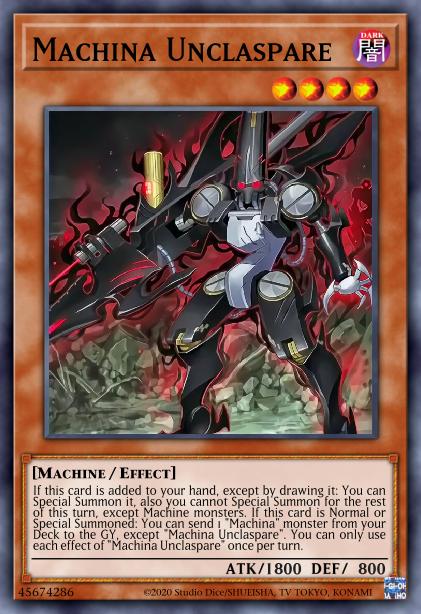 MACHINA UNCLASPARE
DARK
闇
[MACHINE / EFFECT]
If this card is added to your hand, except by drawing it: You can
Special Summon it, also you cannot Special Summon for the rest
of this turn, except Machine monsters. If this card is Normal or
Special Summoned: You can send 1 "Machina" monster from your
Deck to the GY, except "Machina Unclaspare". You can only use
each effect of "Machina Unclaspare" once per turn.
ATK/1800 DEF/ 800
45674286
©2020 Studio Dice/SHUEISHA, TV TOKYO, KONAMI